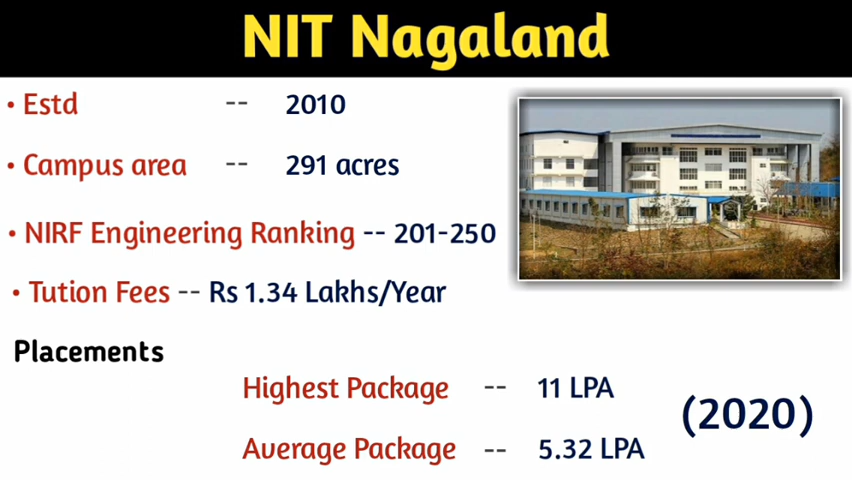 NIT Nagaland
• Estd -- 2010
• Campus area -- 291 acres
• NIRF Engineering Ranking -- 201-250
• Tution Fees -- Rs 1.34 Lakhs/Year
Placements
Highest Package -- 11 LPA
(2020)
Average Package -- 5.32 LPA